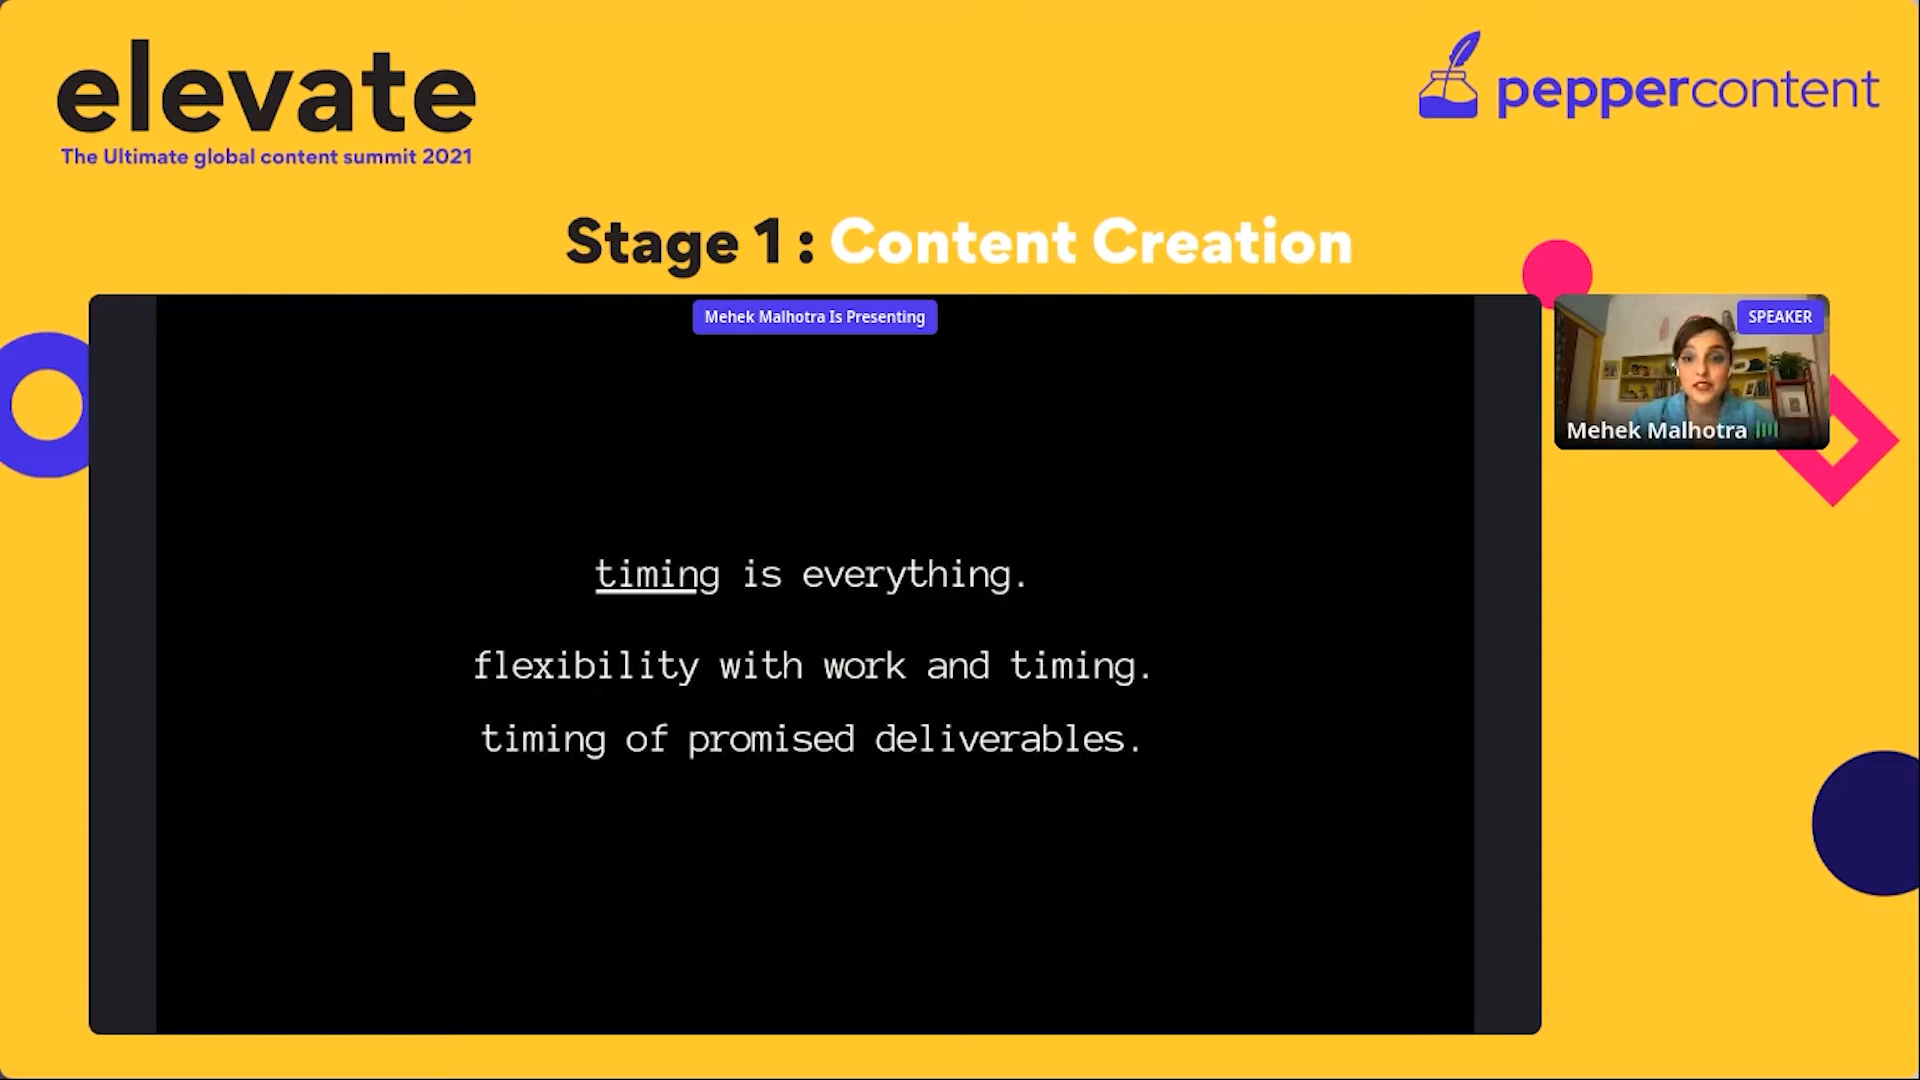 elevate
The Ultimate global content summit 2021
peppercontent
Stage 1 : Content Creation
Mehek Malhotra Is Presenting
SPEAKER
Mehek Malhotra
timing is everything.
flexibility with work and timing.
timing of promised deliverables.